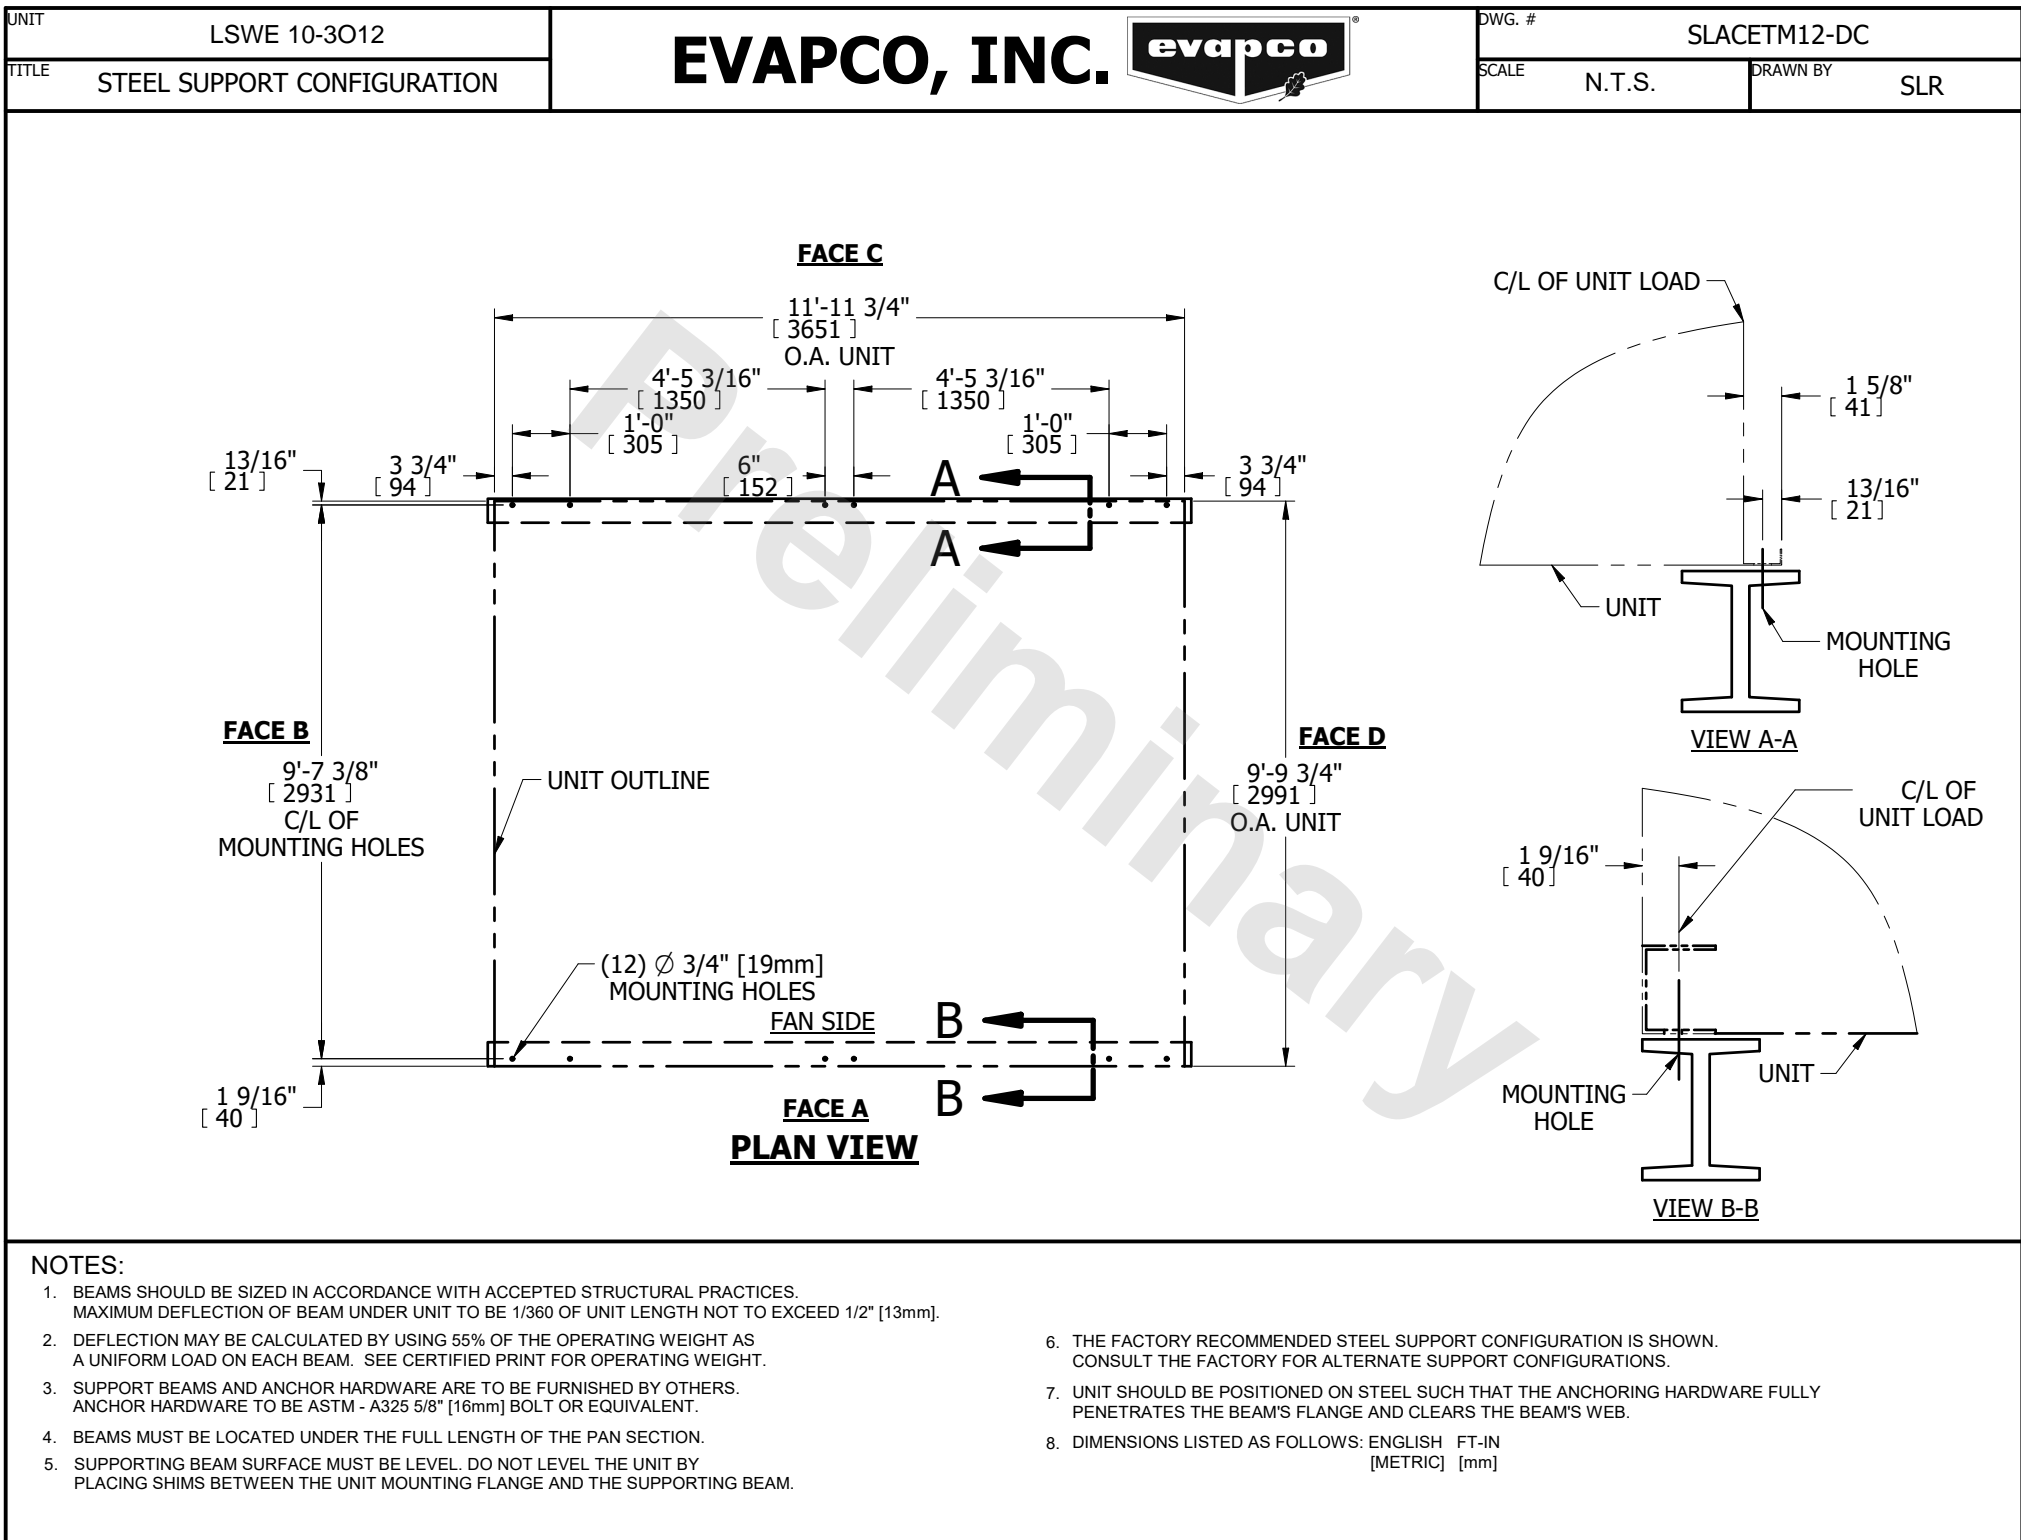 UNIT
LSWE 10-3O12
TITLE
STEEL SUPPORT CONFIGURATION
EVAPCO, INC.
evapco
®
DWG. #
SLACETM12-DC
SCALE
N.T.S.
DRAWN BY
SLR
FACE C
11'-11 3/4"
[ 3651 ]
O.A. UNIT
4'-5 3/16"
[ 1350 ]
4'-5 3/16"
[ 1350 ]
1'-0"
[ 305 ]
1'-0"
[ 305 ]
13/16"
[ 21 ]
3 3/4"
[ 94 ]
6"
[ 152 ]
A
3 3/4"
[ 94 ]
A
FACE B
9'-7 3/8"
[ 2931 ]
C/L OF
MOUNTING HOLES
UNIT OUTLINE
FACE D
9'-9 3/4"
[ 2991 ]
O.A. UNIT
(12) Ø 3/4" [19mm]
MOUNTING HOLES
FAN SIDE
B
B
1 9/16"
[ 40 ]
FACE A
PLAN VIEW
Preliminary
C/L OF UNIT LOAD
1 5/8"
[ 41 ]
13/16"
[ 21 ]
UNIT
MOUNTING
HOLE
VIEW A-A
C/L OF
UNIT LOAD
1 9/16"
[ 40 ]
UNIT
MOUNTING
HOLE
VIEW B-B
NOTES:
1. BEAMS SHOULD BE SIZED IN ACCORDANCE WITH ACCEPTED STRUCTURAL PRACTICES.
MAXIMUM DEFLECTION OF BEAM UNDER UNIT TO BE 1/360 OF UNIT LENGTH NOT TO EXCEED 1/2" [13mm].
2. DEFLECTION MAY BE CALCULATED BY USING 55% OF THE OPERATING WEIGHT AS
A UNIFORM LOAD ON EACH BEAM. SEE CERTIFIED PRINT FOR OPERATING WEIGHT.
3. SUPPORT BEAMS AND ANCHOR HARDWARE ARE TO BE FURNISHED BY OTHERS.
ANCHOR HARDWARE TO BE ASTM - A325 5/8" [16mm] BOLT OR EQUIVALENT.
4. BEAMS MUST BE LOCATED UNDER THE FULL LENGTH OF THE PAN SECTION.
5. SUPPORTING BEAM SURFACE MUST BE LEVEL. DO NOT LEVEL THE UNIT BY
PLACING SHIMS BETWEEN THE UNIT MOUNTING FLANGE AND THE SUPPORTING BEAM.
6. THE FACTORY RECOMMENDED STEEL SUPPORT CONFIGURATION IS SHOWN.
CONSULT THE FACTORY FOR ALTERNATE SUPPORT CONFIGURATIONS.
7. UNIT SHOULD BE POSITIONED ON STEEL SUCH THAT THE ANCHORING HARDWARE FULLY
PENETRATES THE BEAM'S FLANGE AND CLEARS THE BEAM'S WEB.
8. DIMENSIONS LISTED AS FOLLOWS: ENGLISH FT-IN
[METRIC] [mm]